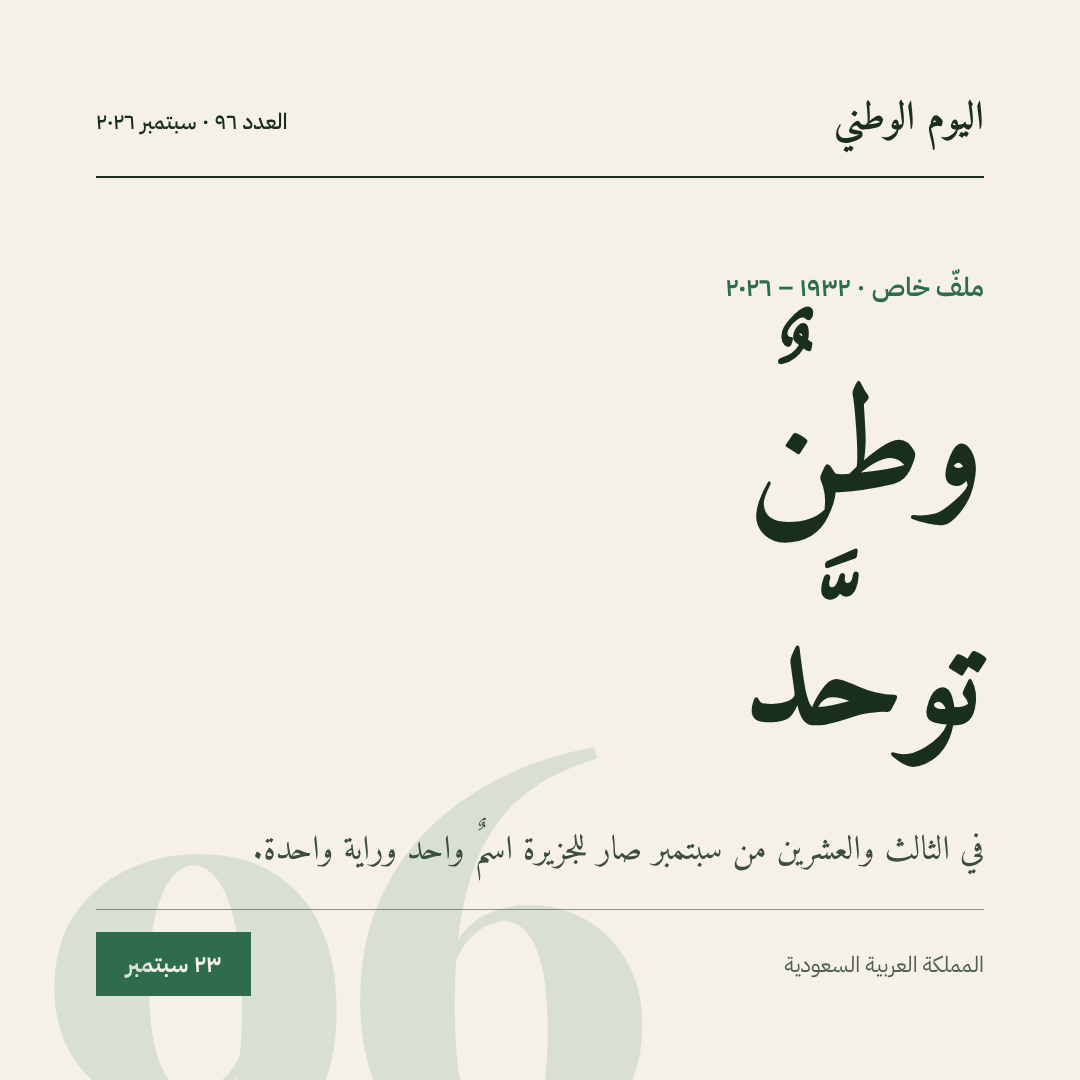 اليوم الوطني
العدد ٩٦ · سبتمبر ٢٠٢٦
ملفّ خاص · ١٩٣٢ – ٢٠٢٦
وطنٌ
توحَّد
في الثالث والعشرين من سبتمبر صار للجزيرة اسمٌ واحد وراية واحدة.
المملكة العربية السعودية
٢٣ سبتمبر
96